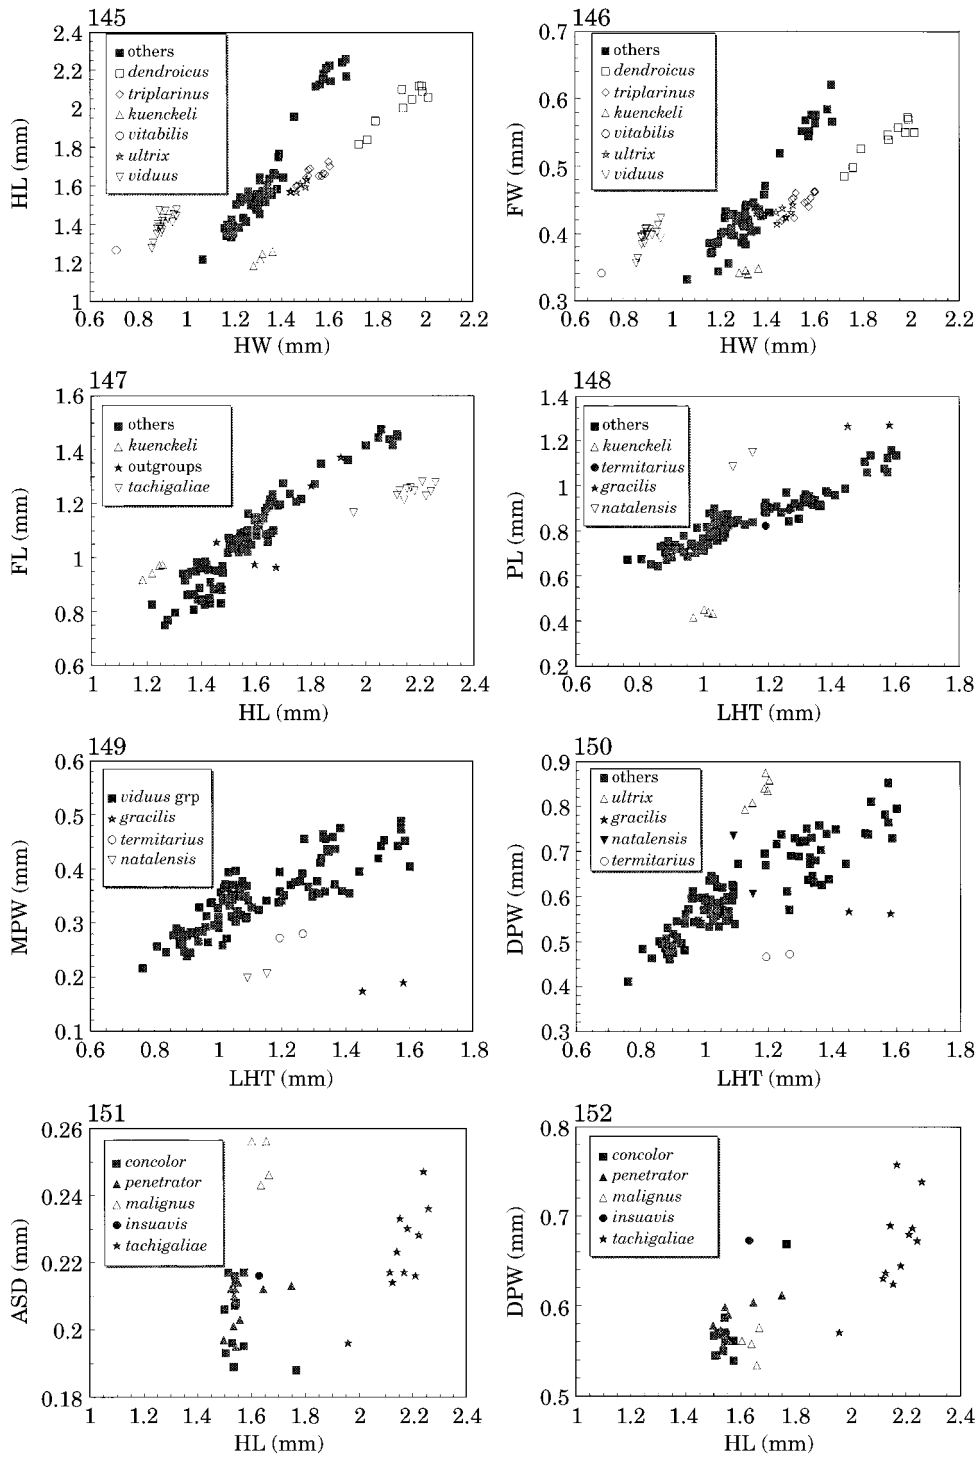 145
2.4
2.2
2
1.8
1.6
1.4
1.2
1
HL (mm)
others
dendroicus
triplarinus
kuenckeli
vitabilis
ultrix
viduus
0.6 0.8 1 1.2 1.4 1.6 1.8 2 2.2
HW (mm)
146
0.7
0.6
0.5
0.4
0.3
FW (mm)
others
dendroicus
triplarinus
kuenckeli
vitabilis
ultrix
viduus
0.6 0.8 1 1.2 1.4 1.6 1.8 2 2.2
HW (mm)
147
1.6
1.4
1.2
1
0.8
0.6
FL (mm)
others
kuenckeli
outgroups
tachigaliae
1 1.2 1.4 1.6 1.8 2 2.2 2.4
HL (mm)
148
1.4
1.2
1
0.8
0.6
0.4
0.2
PL (mm)
others
kuenckeli
termitarius
gracilis
natalensis
0.6 0.8 1 1.2 1.4 1.6 1.8
LHT (mm)
149
0.6
0.5
0.4
0.3
0.2
0.1
MPW (mm)
viduus grp
gracilis
termitarius
natalensis
0.6 0.8 1 1.2 1.4 1.6 1.8
LHT (mm)
150
0.9
0.8
0.7
0.6
0.5
0.4
0.3
DPW (mm)
others
ultrix
gracilis
natalensis
termitarius
0.6 0.8 1 1.2 1.4 1.6 1.8
LHT (mm)
151
0.26
0.24
0.22
0.2
0.18
ASD (mm)
concolor
penetrator
malignus
insuavis
tachigaliae
1 1.2 1.4 1.6 1.8 2 2.2 2.4
HL (mm)
152
0.8
0.7
0.6
0.5
DPW (mm)
concolor
penetrator
malignus
insuavis
tachigaliae
1 1.2 1.4 1.6 1.8 2 2.2 2.4
HL (mm)